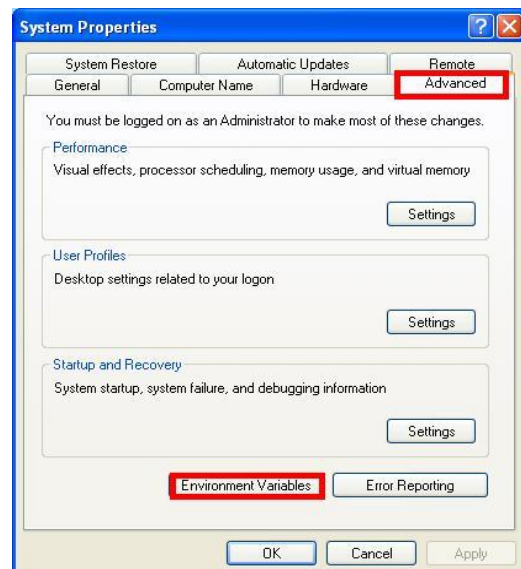 System Properties
System Restore Automatic Updates Remote
General Computer Name Hardware Advanced
You must be logged on as an Administrator to make most of these changes.
Performance
Visual effects, processor scheduling, memory usage, and virtual memory
Settings
User Profiles
Desktop settings related to your logon
Settings
Startup and Recovery
System startup, system failure, and debugging information
Settings
Environment Variables Error Reporting
OK Cancel Apply